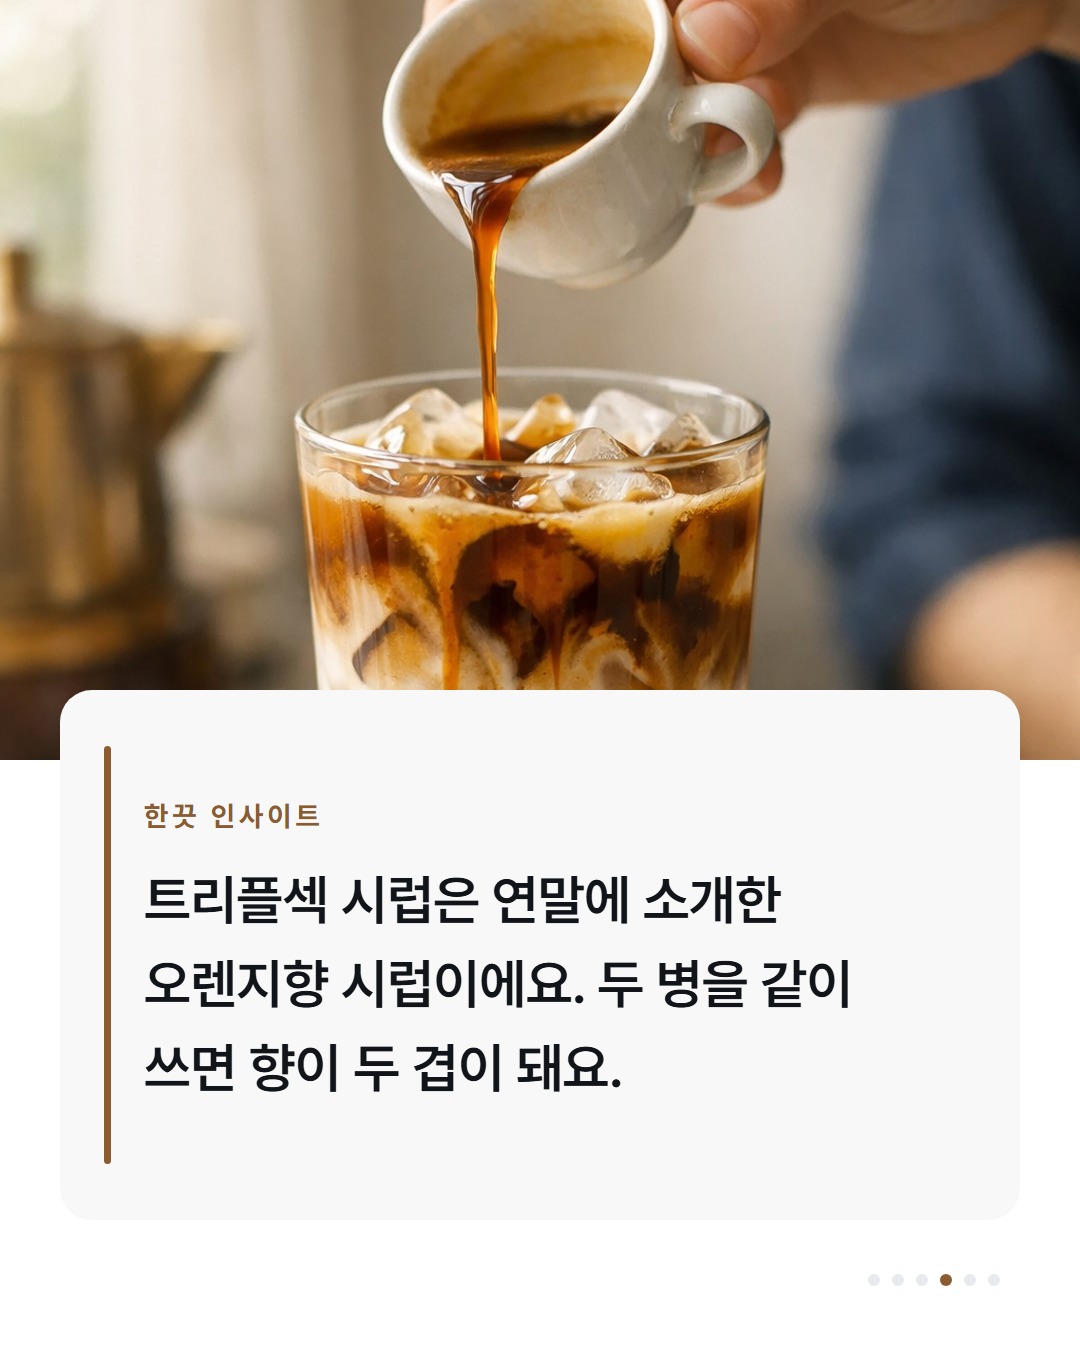 한끗 인사이트
트리플섹 시럽은 연말에 소개한
오렌지향 시럽이에요. 두 병을 같이
쓰면 향이 두 겹이 돼요.